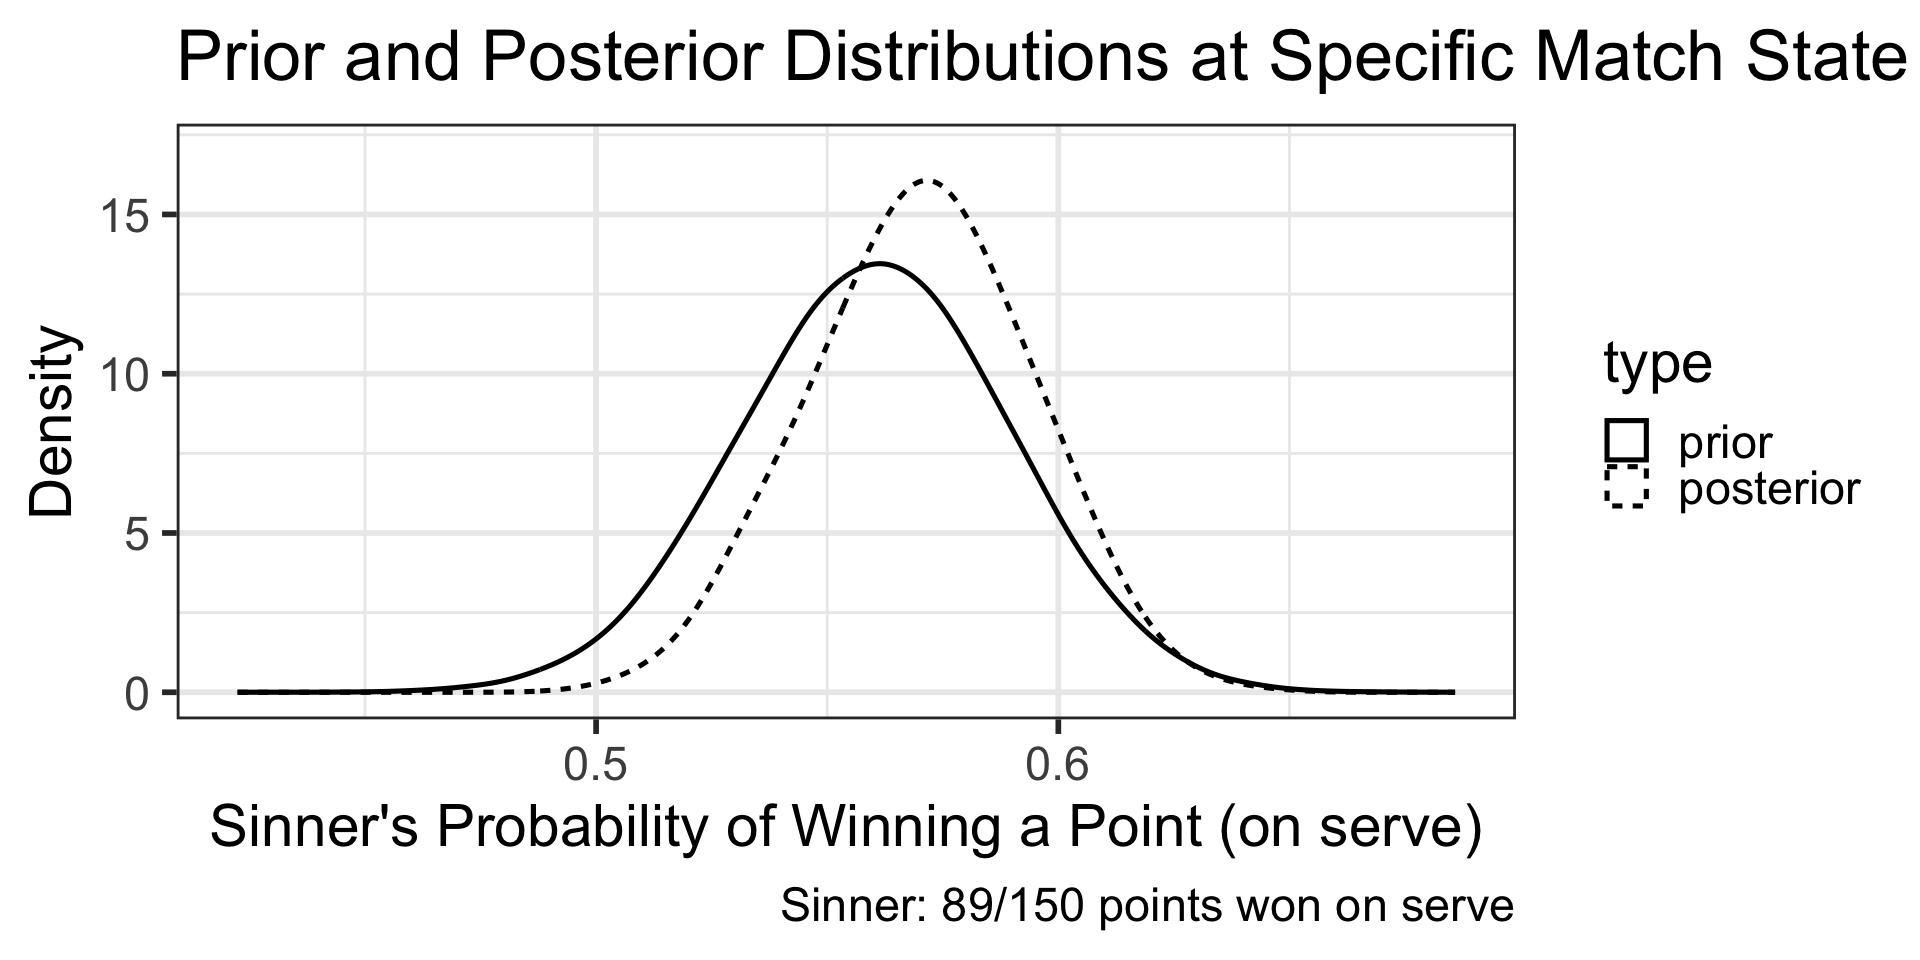 Prior and Posterior Distributions at Specific Match State
Density
15
10
5
0
0.5
0.6
Sinner's Probability of Winning a Point (on serve)
Sinner: 89/150 points won on serve
type
prior
posterior